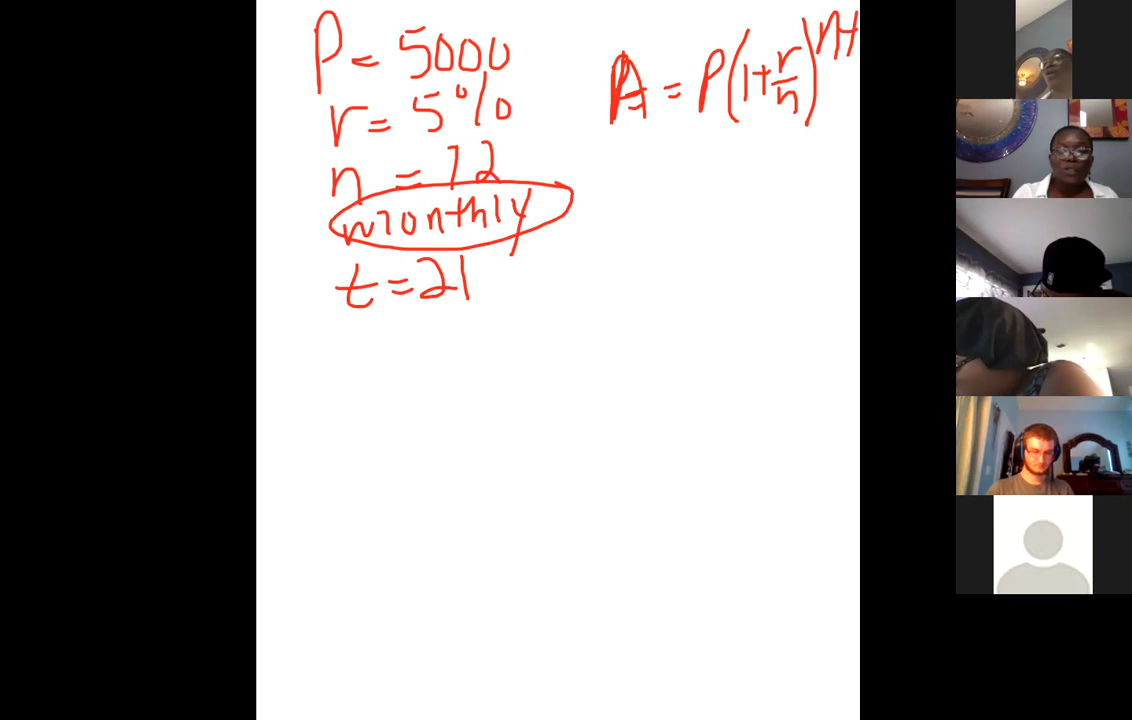 P = 5000
r = 5%
n = 12
monthly
t = 21
A = P(1+r/n)^nt